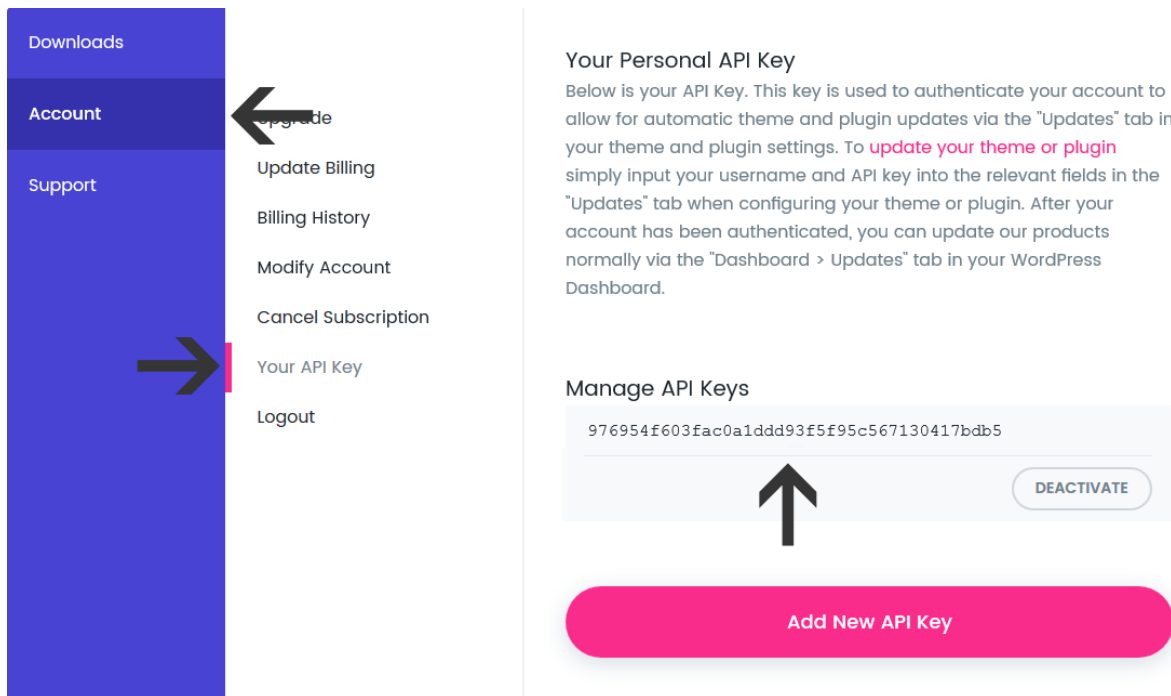 Downloads
Account
Support
Upgrade
Update Billing
Billing History
Modify Account
Cancel Subscription
Your API Key
Logout
Your Personal API Key
Below is your API Key. This key is used to authenticate your account to
allow for automatic theme and plugin updates via the "Updates" tab in
your theme and plugin settings. To update your theme or plugin
simply input your username and API key into the relevant fields in the
"Updates" tab when configuring your theme or plugin. After your
account has been authenticated, you can update our products
normally via the "Dashboard > Updates" tab in your WordPress
Dashboard.
Manage API Keys
976954f603fac0a1ddd93f5f95c567130417bdb5
DEACTIVATE
Add New API Key